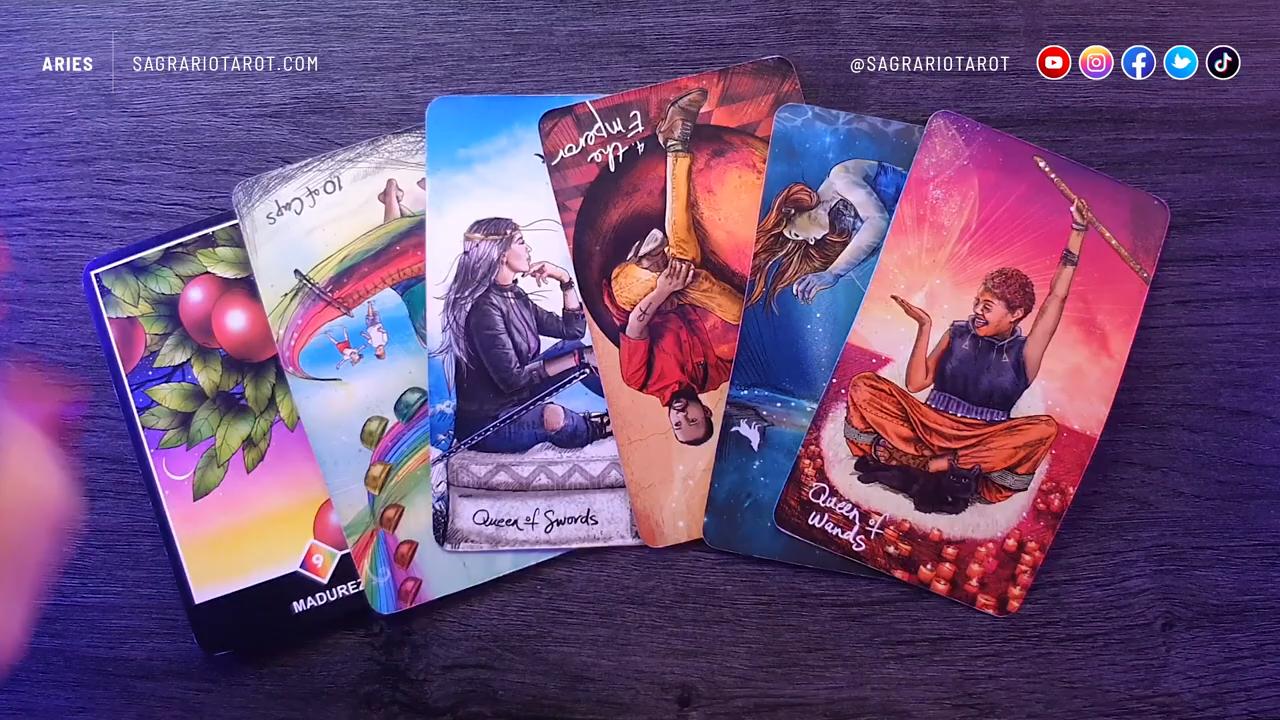 ARIES
SAGRARIOTAROT.COM
@SAGRARIOTAROT
4 the
Emperor
10 of Cups
Queen of Swords
Queen of
Wands
9
MADUREZ